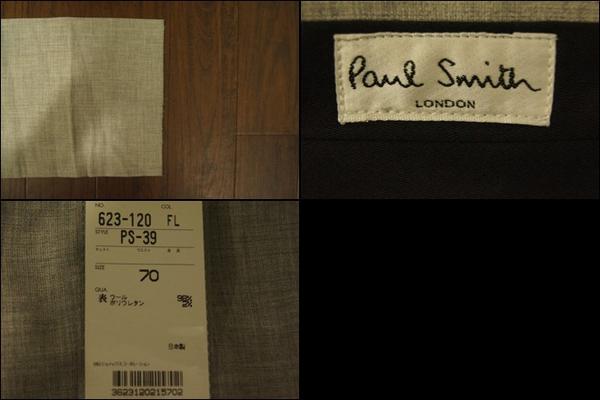 Paul Smith
LONDON
NO. COL.
623-120 FL
STYLE
PS-39
SIZE
70
QUA.
表 ウール 98%
ポリウレタン 2%
日本製
3623120215702